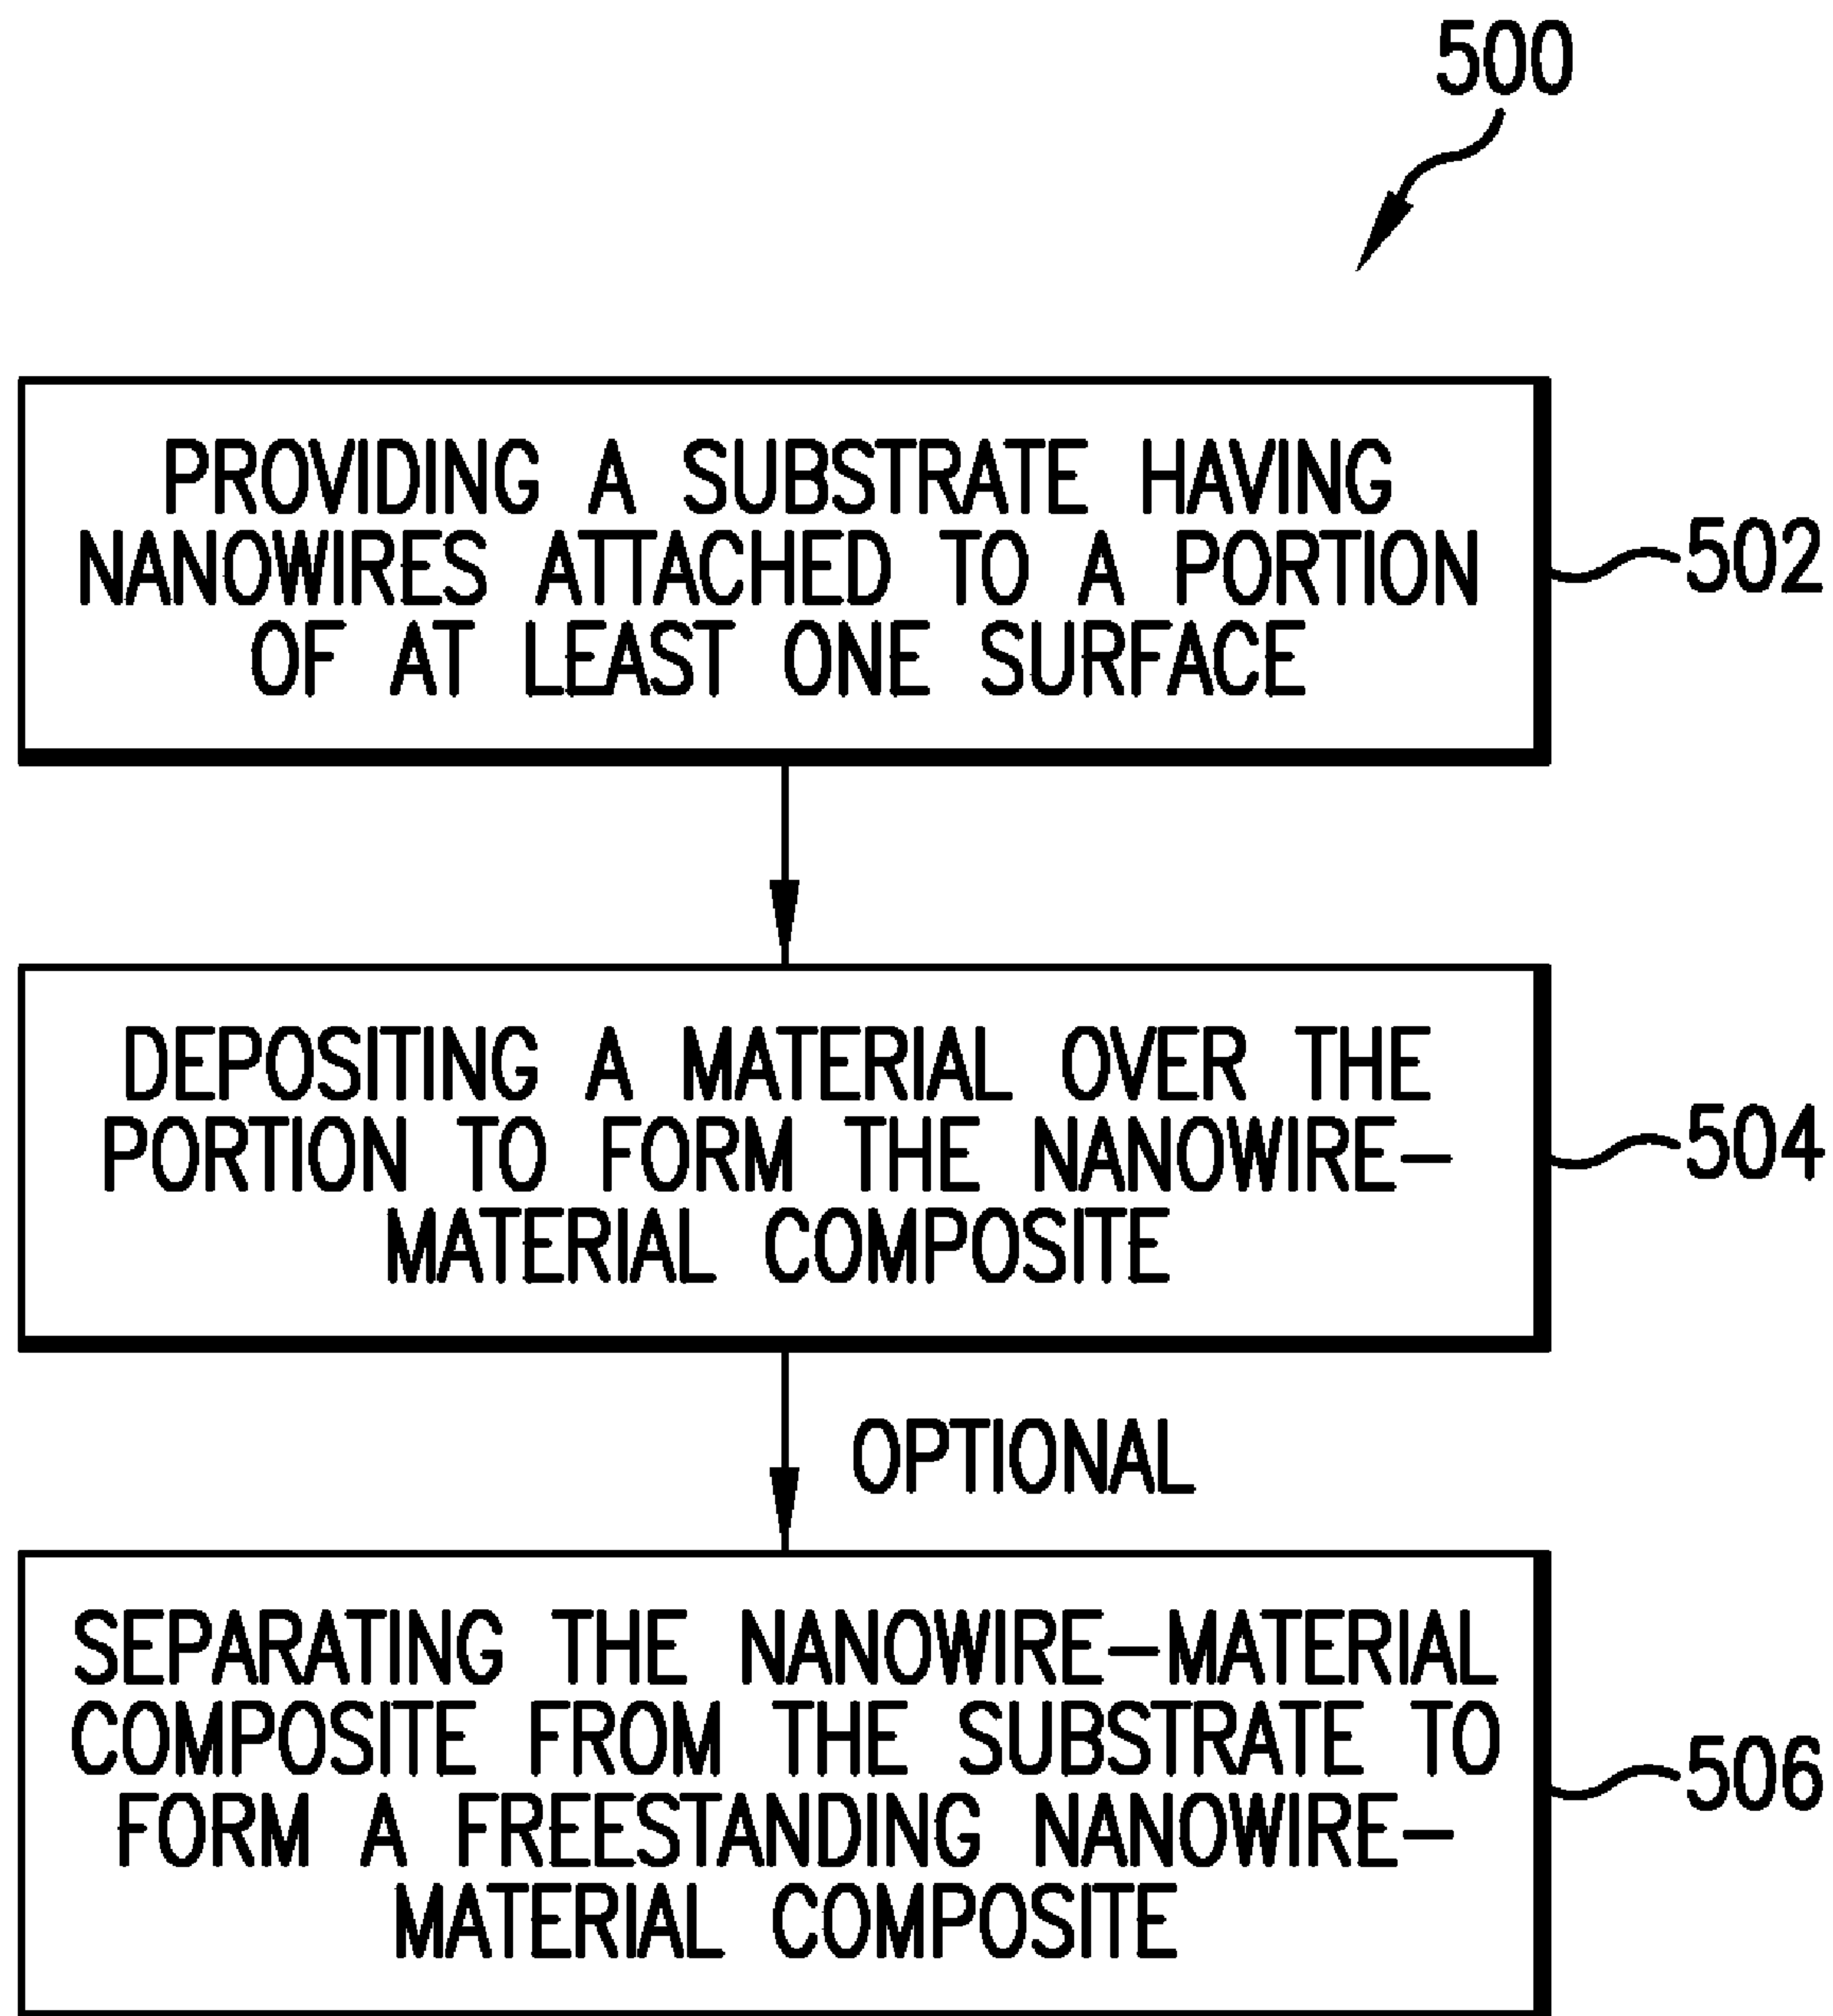 500
PROVIDING A SUBSTRATE HAVING
NANOWIRES ATTACHED TO A PORTION
OF AT LEAST ONE SURFACE
502
DEPOSITING A MATERIAL OVER THE
PORTION TO FORM THE NANOWIRE-
MATERIAL COMPOSITE
504
OPTIONAL
SEPARATING THE NANOWIRE-MATERIAL
COMPOSITE FROM THE SUBSTRATE TO
FORM A FREESTANDING NANOWIRE-
MATERIAL COMPOSITE
506